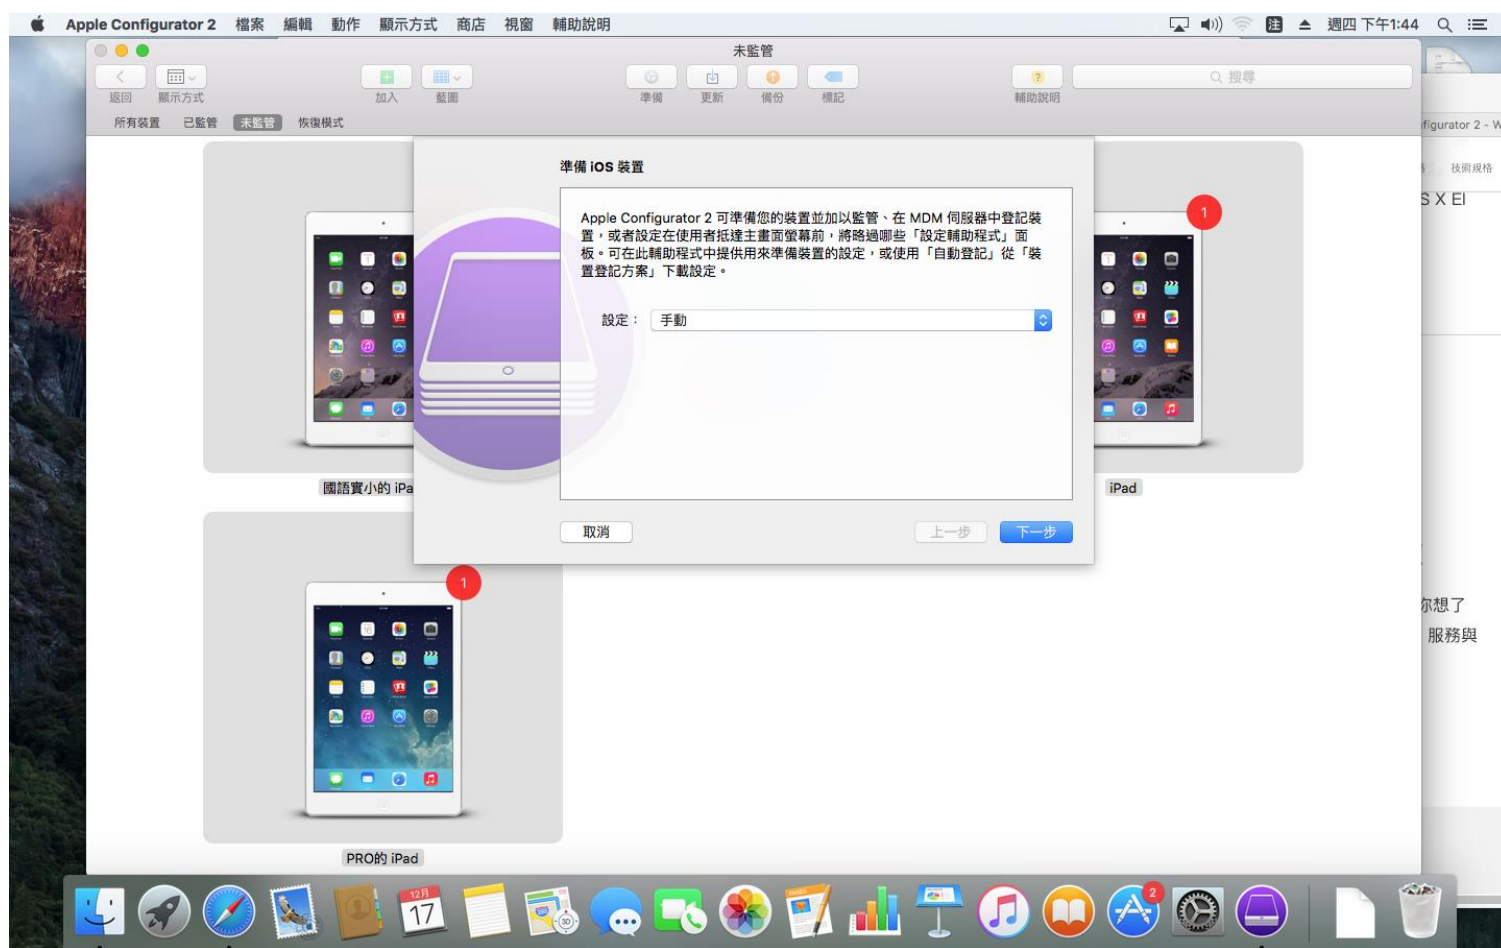 Apple Configurator 2 檔案 編輯 動作 顯示方式 商店 視窗 輔助說明 注 週四 下午1:44
未監管
返回 顯示方式 加入 藍圖 準備 更新 備份 標記 輔助說明 搜尋
所有裝置 已監管 未監管 恢復模式
figurator 2 - W
技術規格
S X El
準備 iOS 裝置
Apple Configurator 2 可準備您的裝置並加以監管、在 MDM 伺服器中登記裝
置，或者設定在使用者抵達主畫面螢幕前，將略過哪些「設定輔助程式」面
板。可在此輔助程式中提供用來準備裝置的設定，或使用「自動登記」從「裝
置登記方案」下載設定。
設定： 手動
1
國語實小的 iPa
iPad
取消 上一步 下一步
1
你想了
服務與
PRO的 iPad
12月
17
PAGES
3D
2